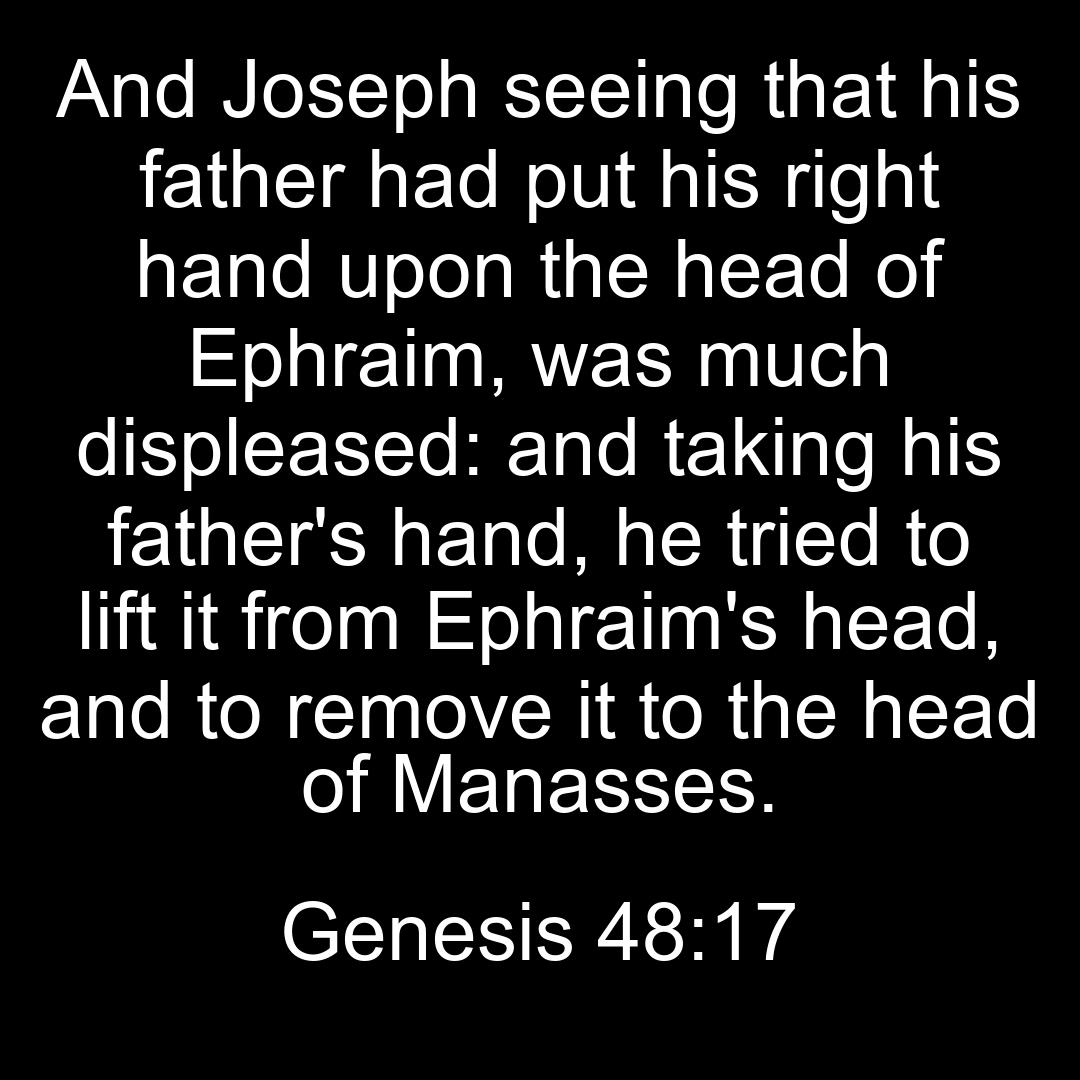 And Joseph seeing that his
father had put his right
hand upon the head of
Ephraim, was much
displeased: and taking his
father's hand, he tried to
lift it from Ephraim's head,
and to remove it to the head
of Manasses.
Genesis 48:17